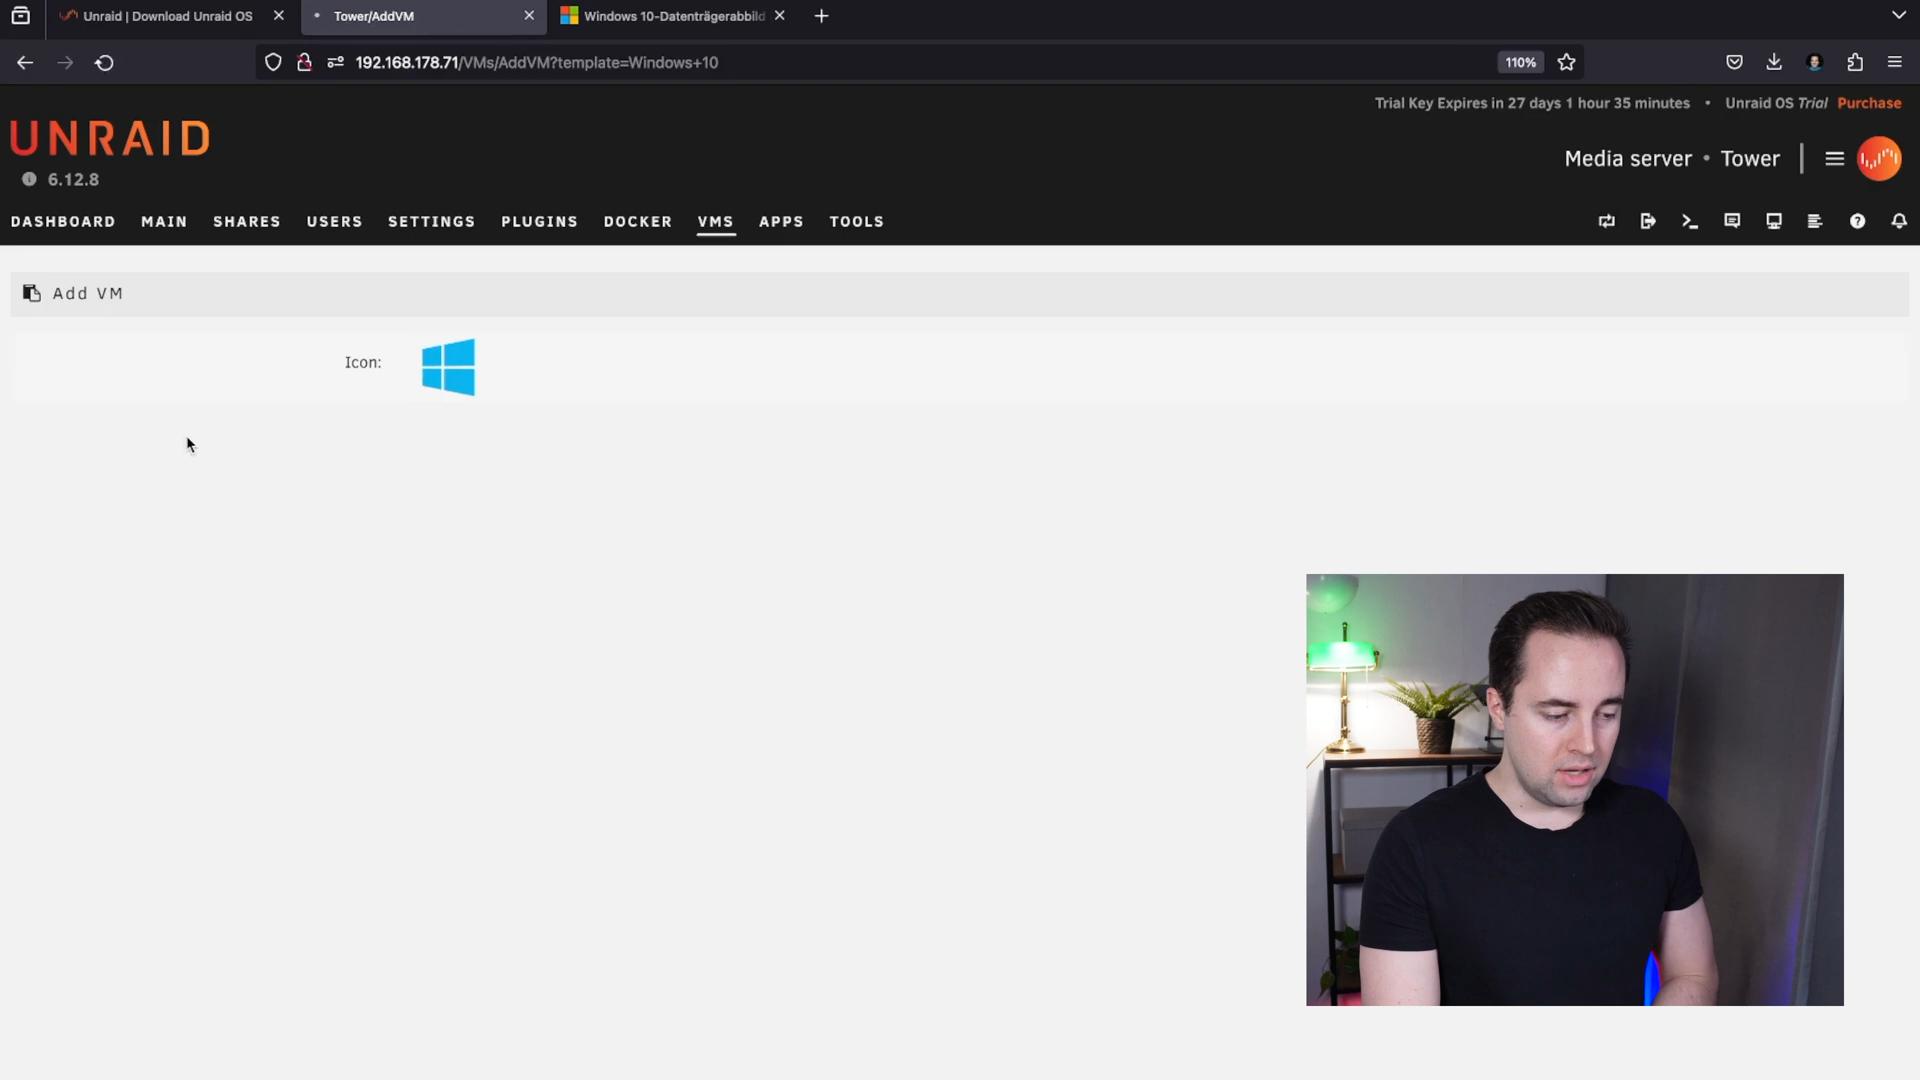 Unraid | Download Unraid OS
Tower/AddVM
Windows 10-Datenträgerabbild
192.168.178.71/VMs/AddVM?template=Windows+10
110%
Trial Key Expires in 27 days 1 hour 35 minutes • Unraid OS Trial Purchase
UNRAID
6.12.8
Media server • Tower
DASHBOARD MAIN SHARES USERS SETTINGS PLUGINS DOCKER VMS APPS TOOLS
Add VM
Icon: